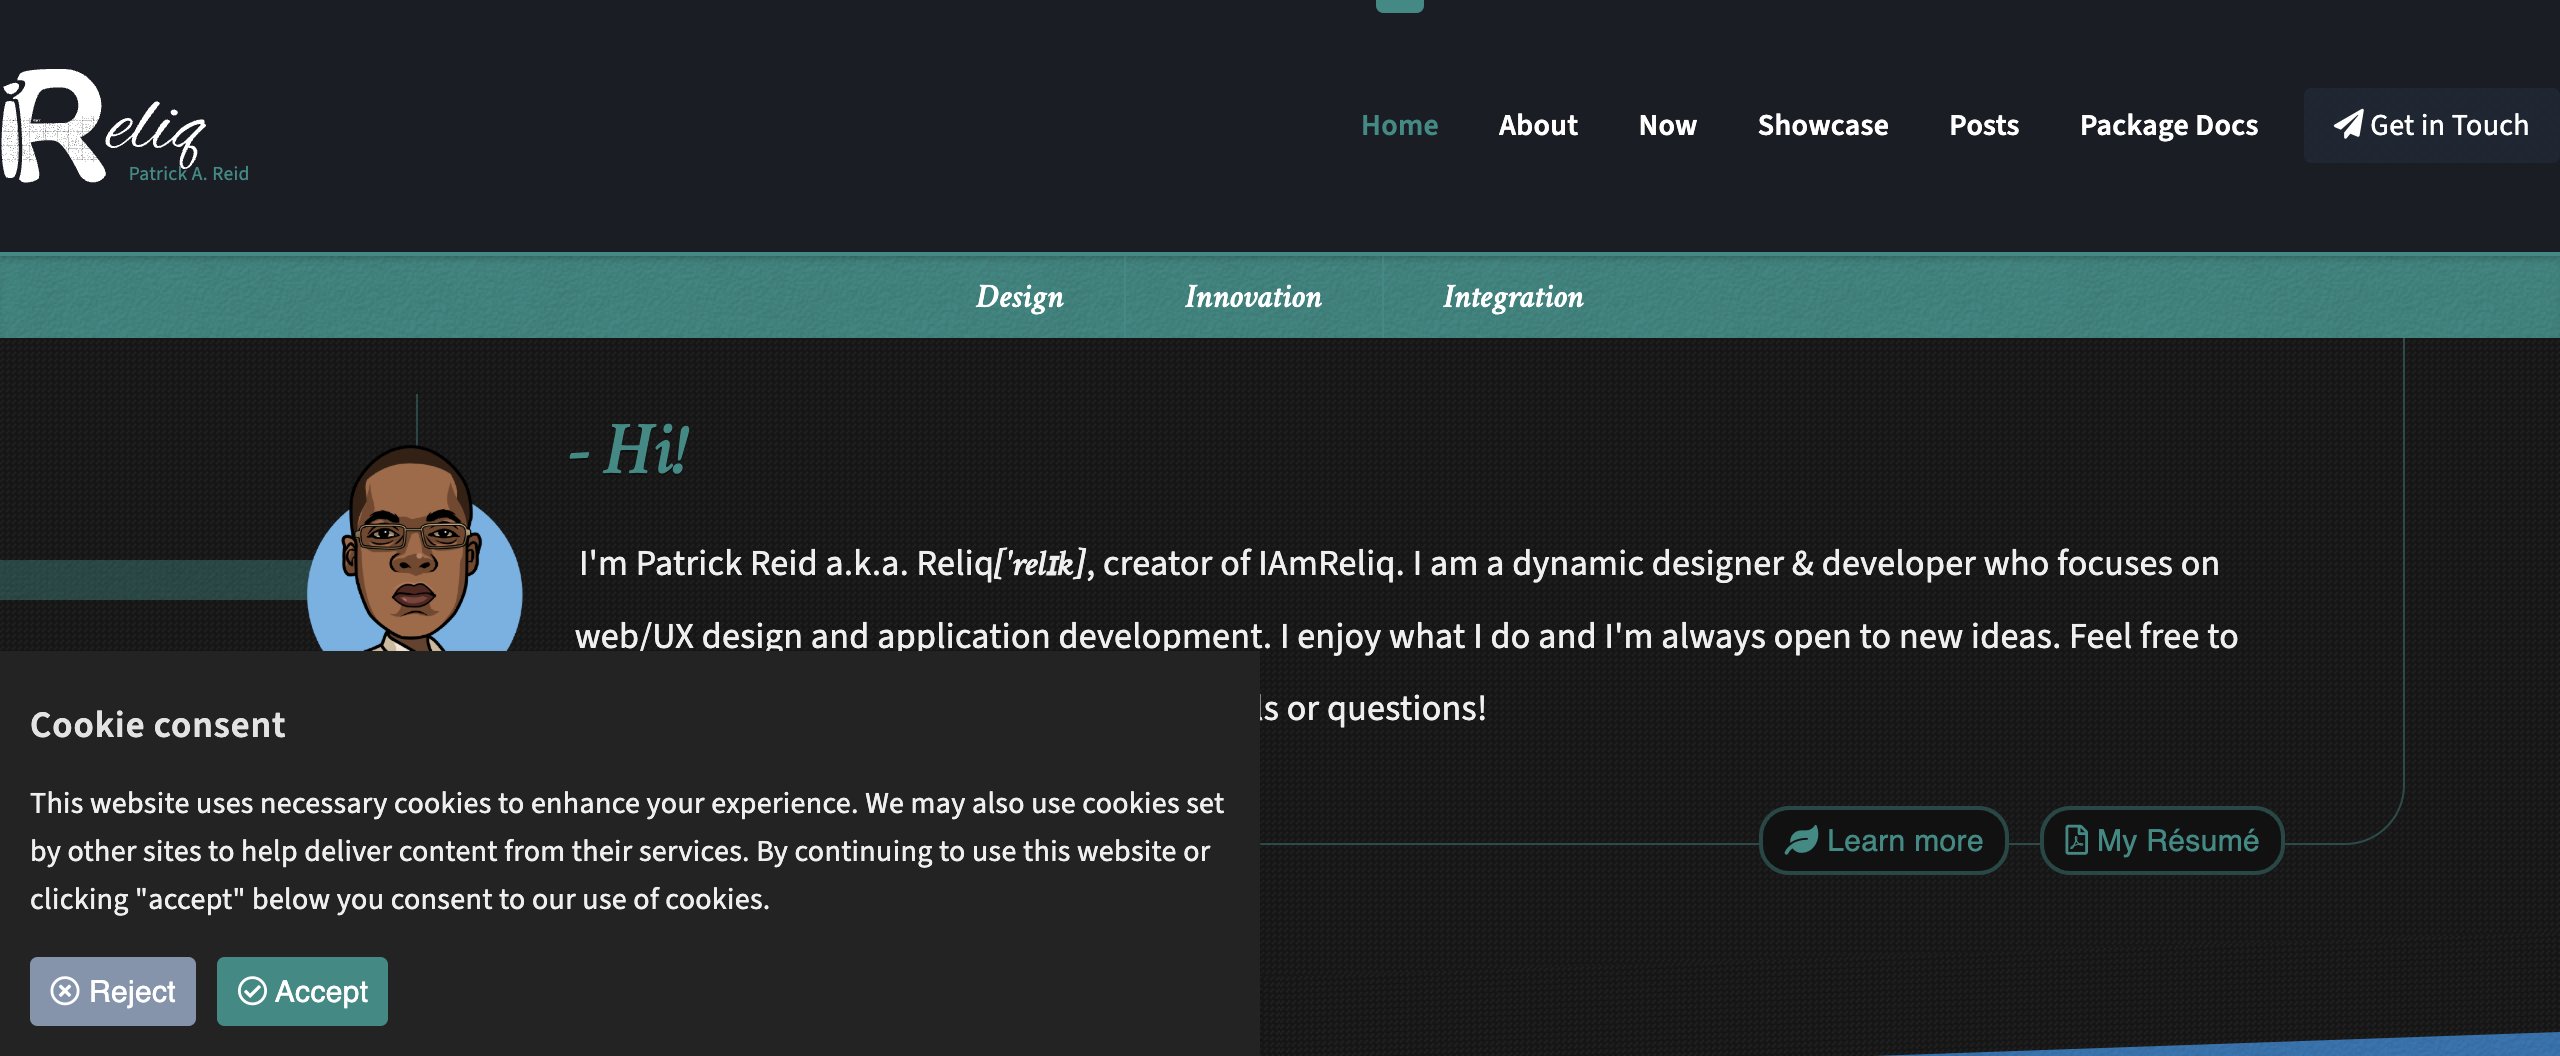 iReliq
Patrick A. Reid
Home About Now Showcase Posts Package Docs Get in Touch
Design Innovation Integration
- Hi!
I'm Patrick Reid a.k.a. Reliq['relɪk], creator of IAmReliq. I am a dynamic designer & developer who focuses on
web/UX design and application development. I enjoy what I do and I'm always open to new ideas. Feel free to
or questions!
Learn more My Résumé
Cookie consent
This website uses necessary cookies to enhance your experience. We may also use cookies set
by other sites to help deliver content from their services. By continuing to use this website or
clicking "accept" below you consent to our use of cookies.
Reject Accept